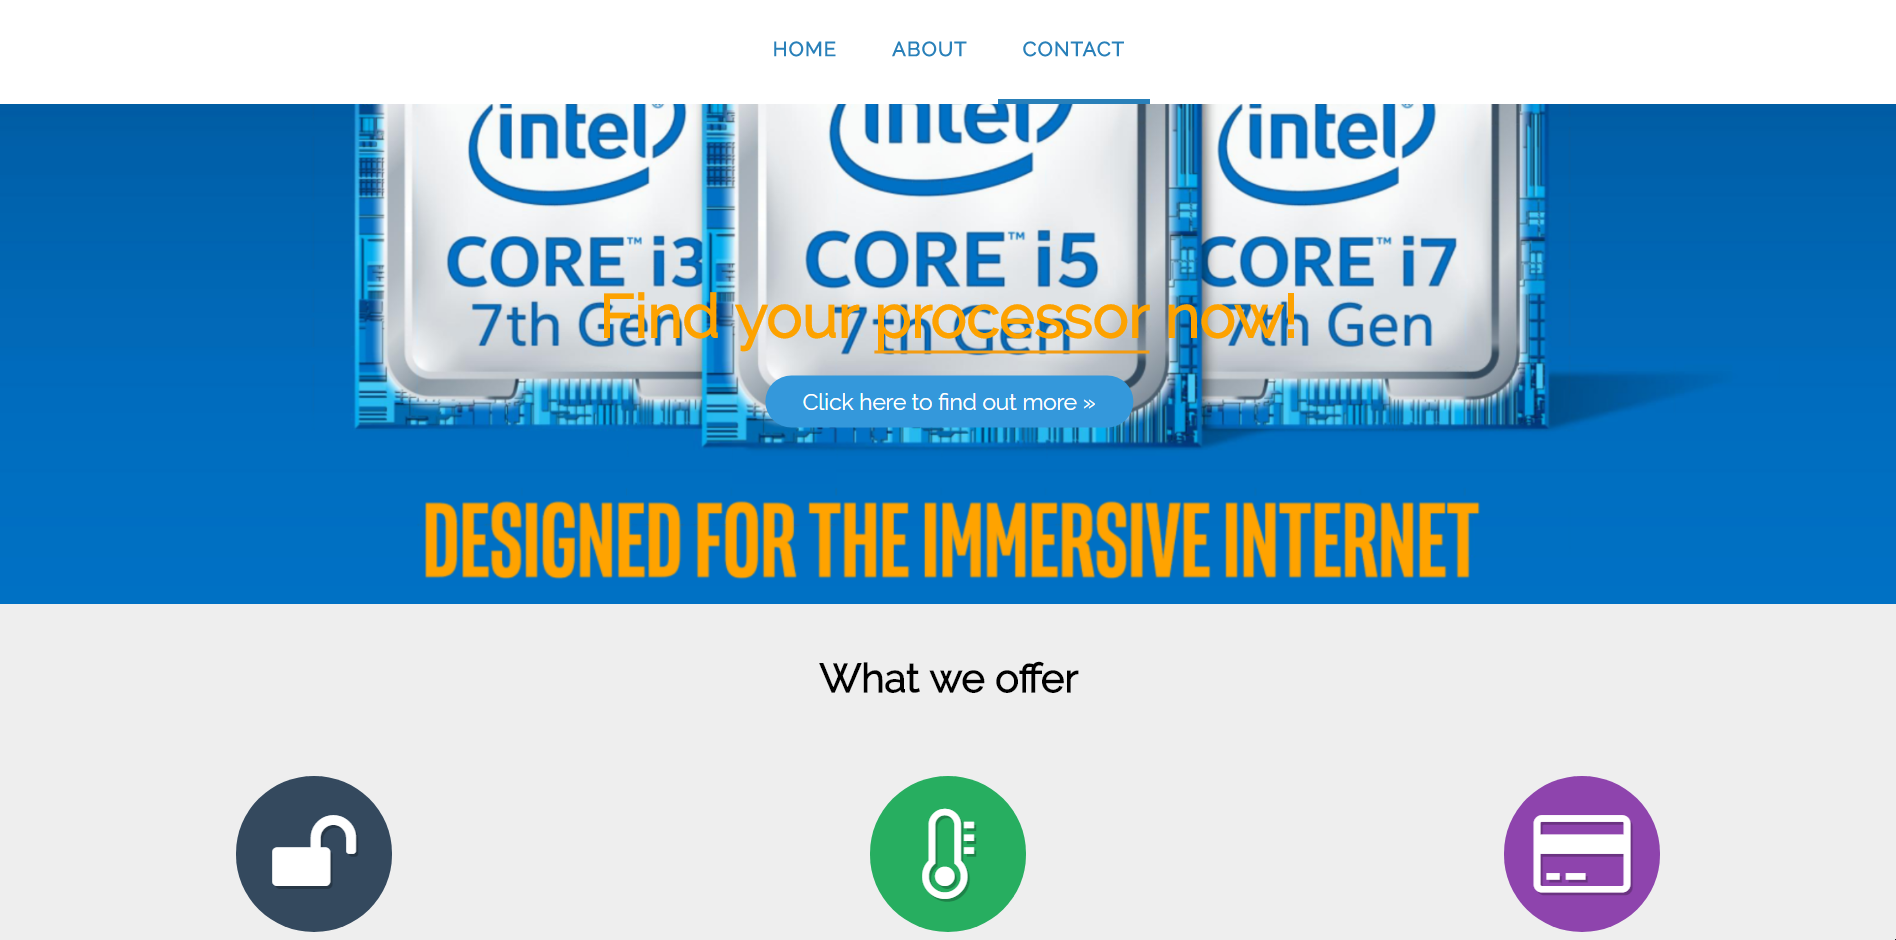 HOME ABOUT CONTACT
intel intel intel
CORE™ i3 CORE™ i5 CORE™ i7
7th Gen 7th Gen 7th Gen
Find your processor now!
Click here to find out more »
DESIGNED FOR THE IMMERSIVE INTERNET
What we offer